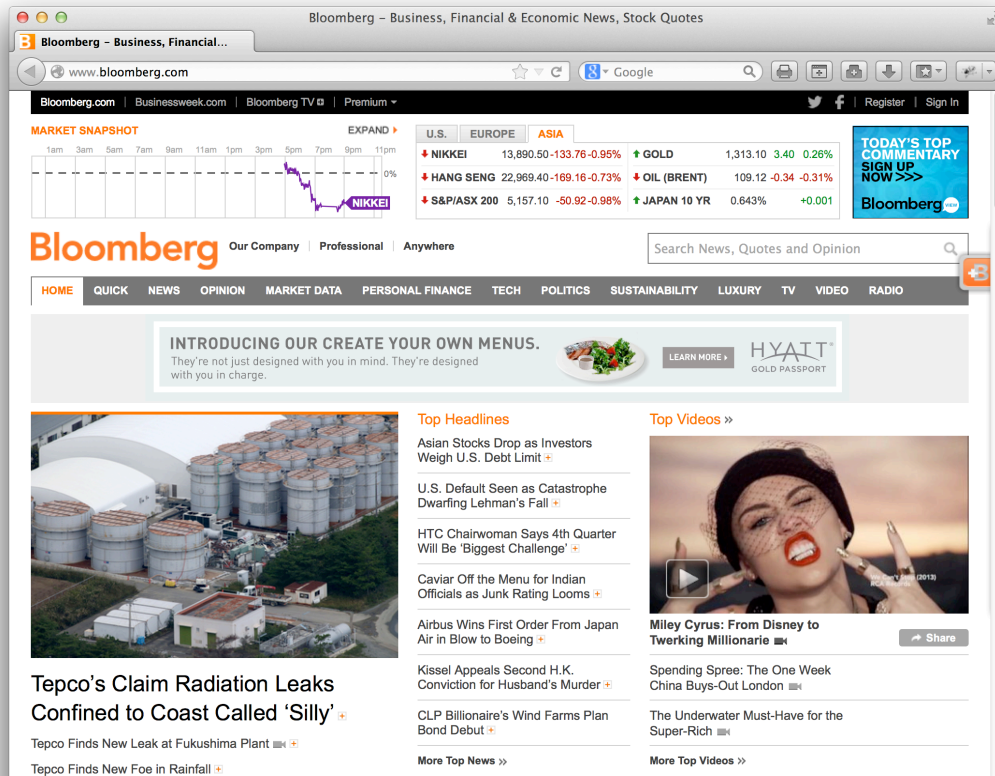 Bloomberg – Business, Financial & Economic News, Stock Quotes
Bloomberg – Business, Financial...
www.bloomberg.com
Google
Bloomberg.com | Businessweek.com | Bloomberg TV | Premium
Register | Sign In
MARKET SNAPSHOT
EXPAND
1am 3am 5am 7am 9am 11am 1pm 3pm 5pm 7pm 9pm 11pm
0%
NIKKEI
U.S. EUROPE ASIA
NIKKEI 13,890.50 -133.76 -0.95%
GOLD 1,313.10 3.40 0.26%
HANG SENG 22,969.40 -169.16 -0.73%
OIL (BRENT) 109.12 -0.34 -0.31%
S&P/ASX 200 5,157.10 -50.92 -0.98%
JAPAN 10 YR 0.643% +0.001
TODAY'S TOP
COMMENTARY
SIGN UP
NOW >>>
Bloomberg VIEW
Bloomberg
Our Company | Professional | Anywhere
Search News, Quotes and Opinion
HOME QUICK NEWS OPINION MARKET DATA PERSONAL FINANCE TECH POLITICS SUSTAINABILITY LUXURY TV VIDEO RADIO
INTRODUCING OUR CREATE YOUR OWN MENUS.
They're not just designed with you in mind. They're designed
with you in charge.
LEARN MORE
HYATT®
GOLD PASSPORT
Tepco's Claim Radiation Leaks
Confined to Coast Called 'Silly'
Tepco Finds New Leak at Fukushima Plant
Tepco Finds New Foe in Rainfall
Top Headlines
Asian Stocks Drop as Investors
Weigh U.S. Debt Limit
U.S. Default Seen as Catastrophe
Dwarfing Lehman's Fall
HTC Chairwoman Says 4th Quarter
Will Be 'Biggest Challenge'
Caviar Off the Menu for Indian
Officials as Junk Rating Looms
Airbus Wins First Order From Japan
Air in Blow to Boeing
Kissel Appeals Second H.K.
Conviction for Husband's Murder
CLP Billionaire's Wind Farms Plan
Bond Debut
More Top News »
Top Videos »
We Can't Stop (2013)
RCA Records
Miley Cyrus: From Disney to
Twerking Millionarie
Share
Spending Spree: The One Week
China Buys-Out London
The Underwater Must-Have for the
Super-Rich
More Top Videos »